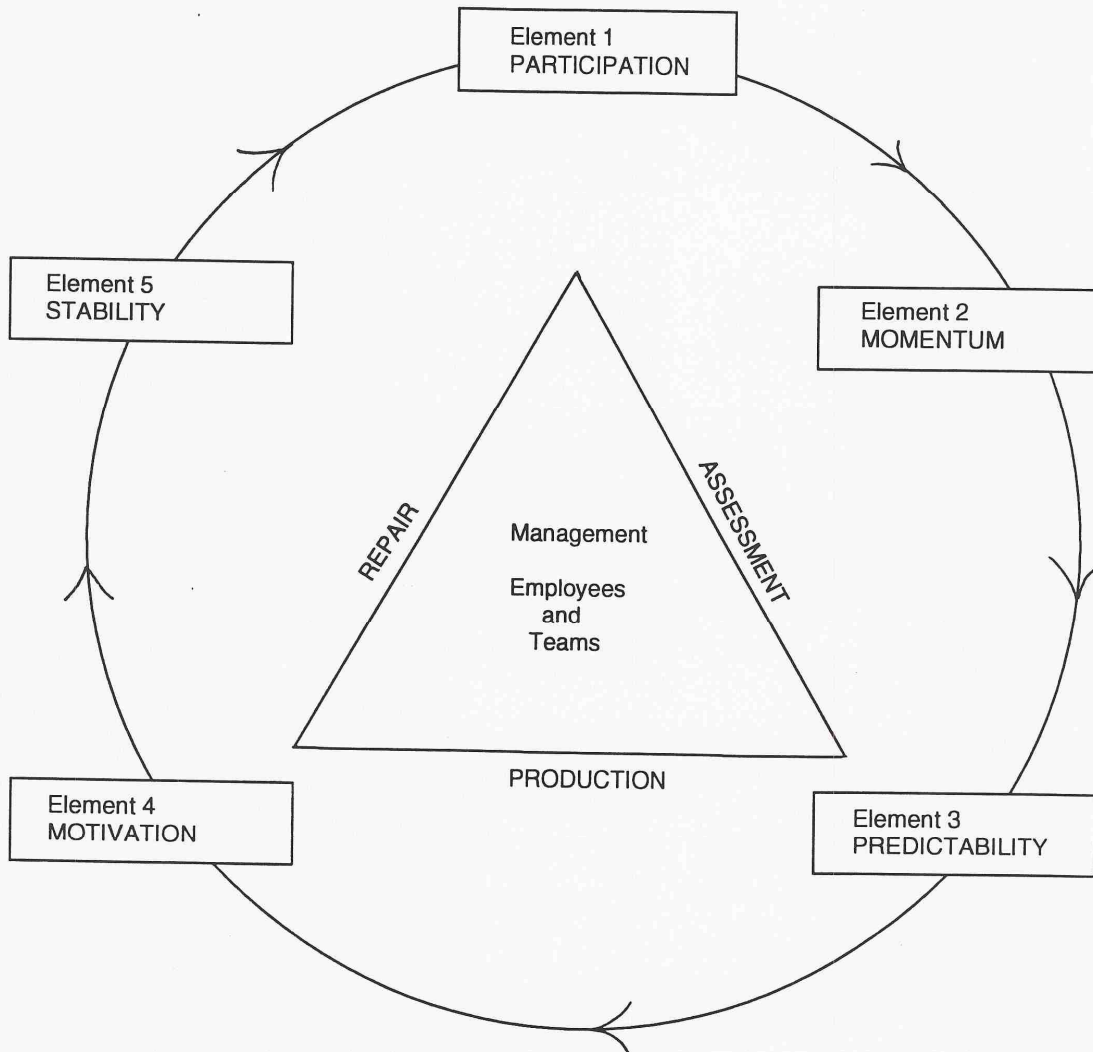 Element 1
PARTICIPATION
Element 5
STABILITY
Element 2
MOMENTUM
REPAIR
ASSESSMENT
Management
Employees
and
Teams
PRODUCTION
Element 4
MOTIVATION
Element 3
PREDICTABILITY